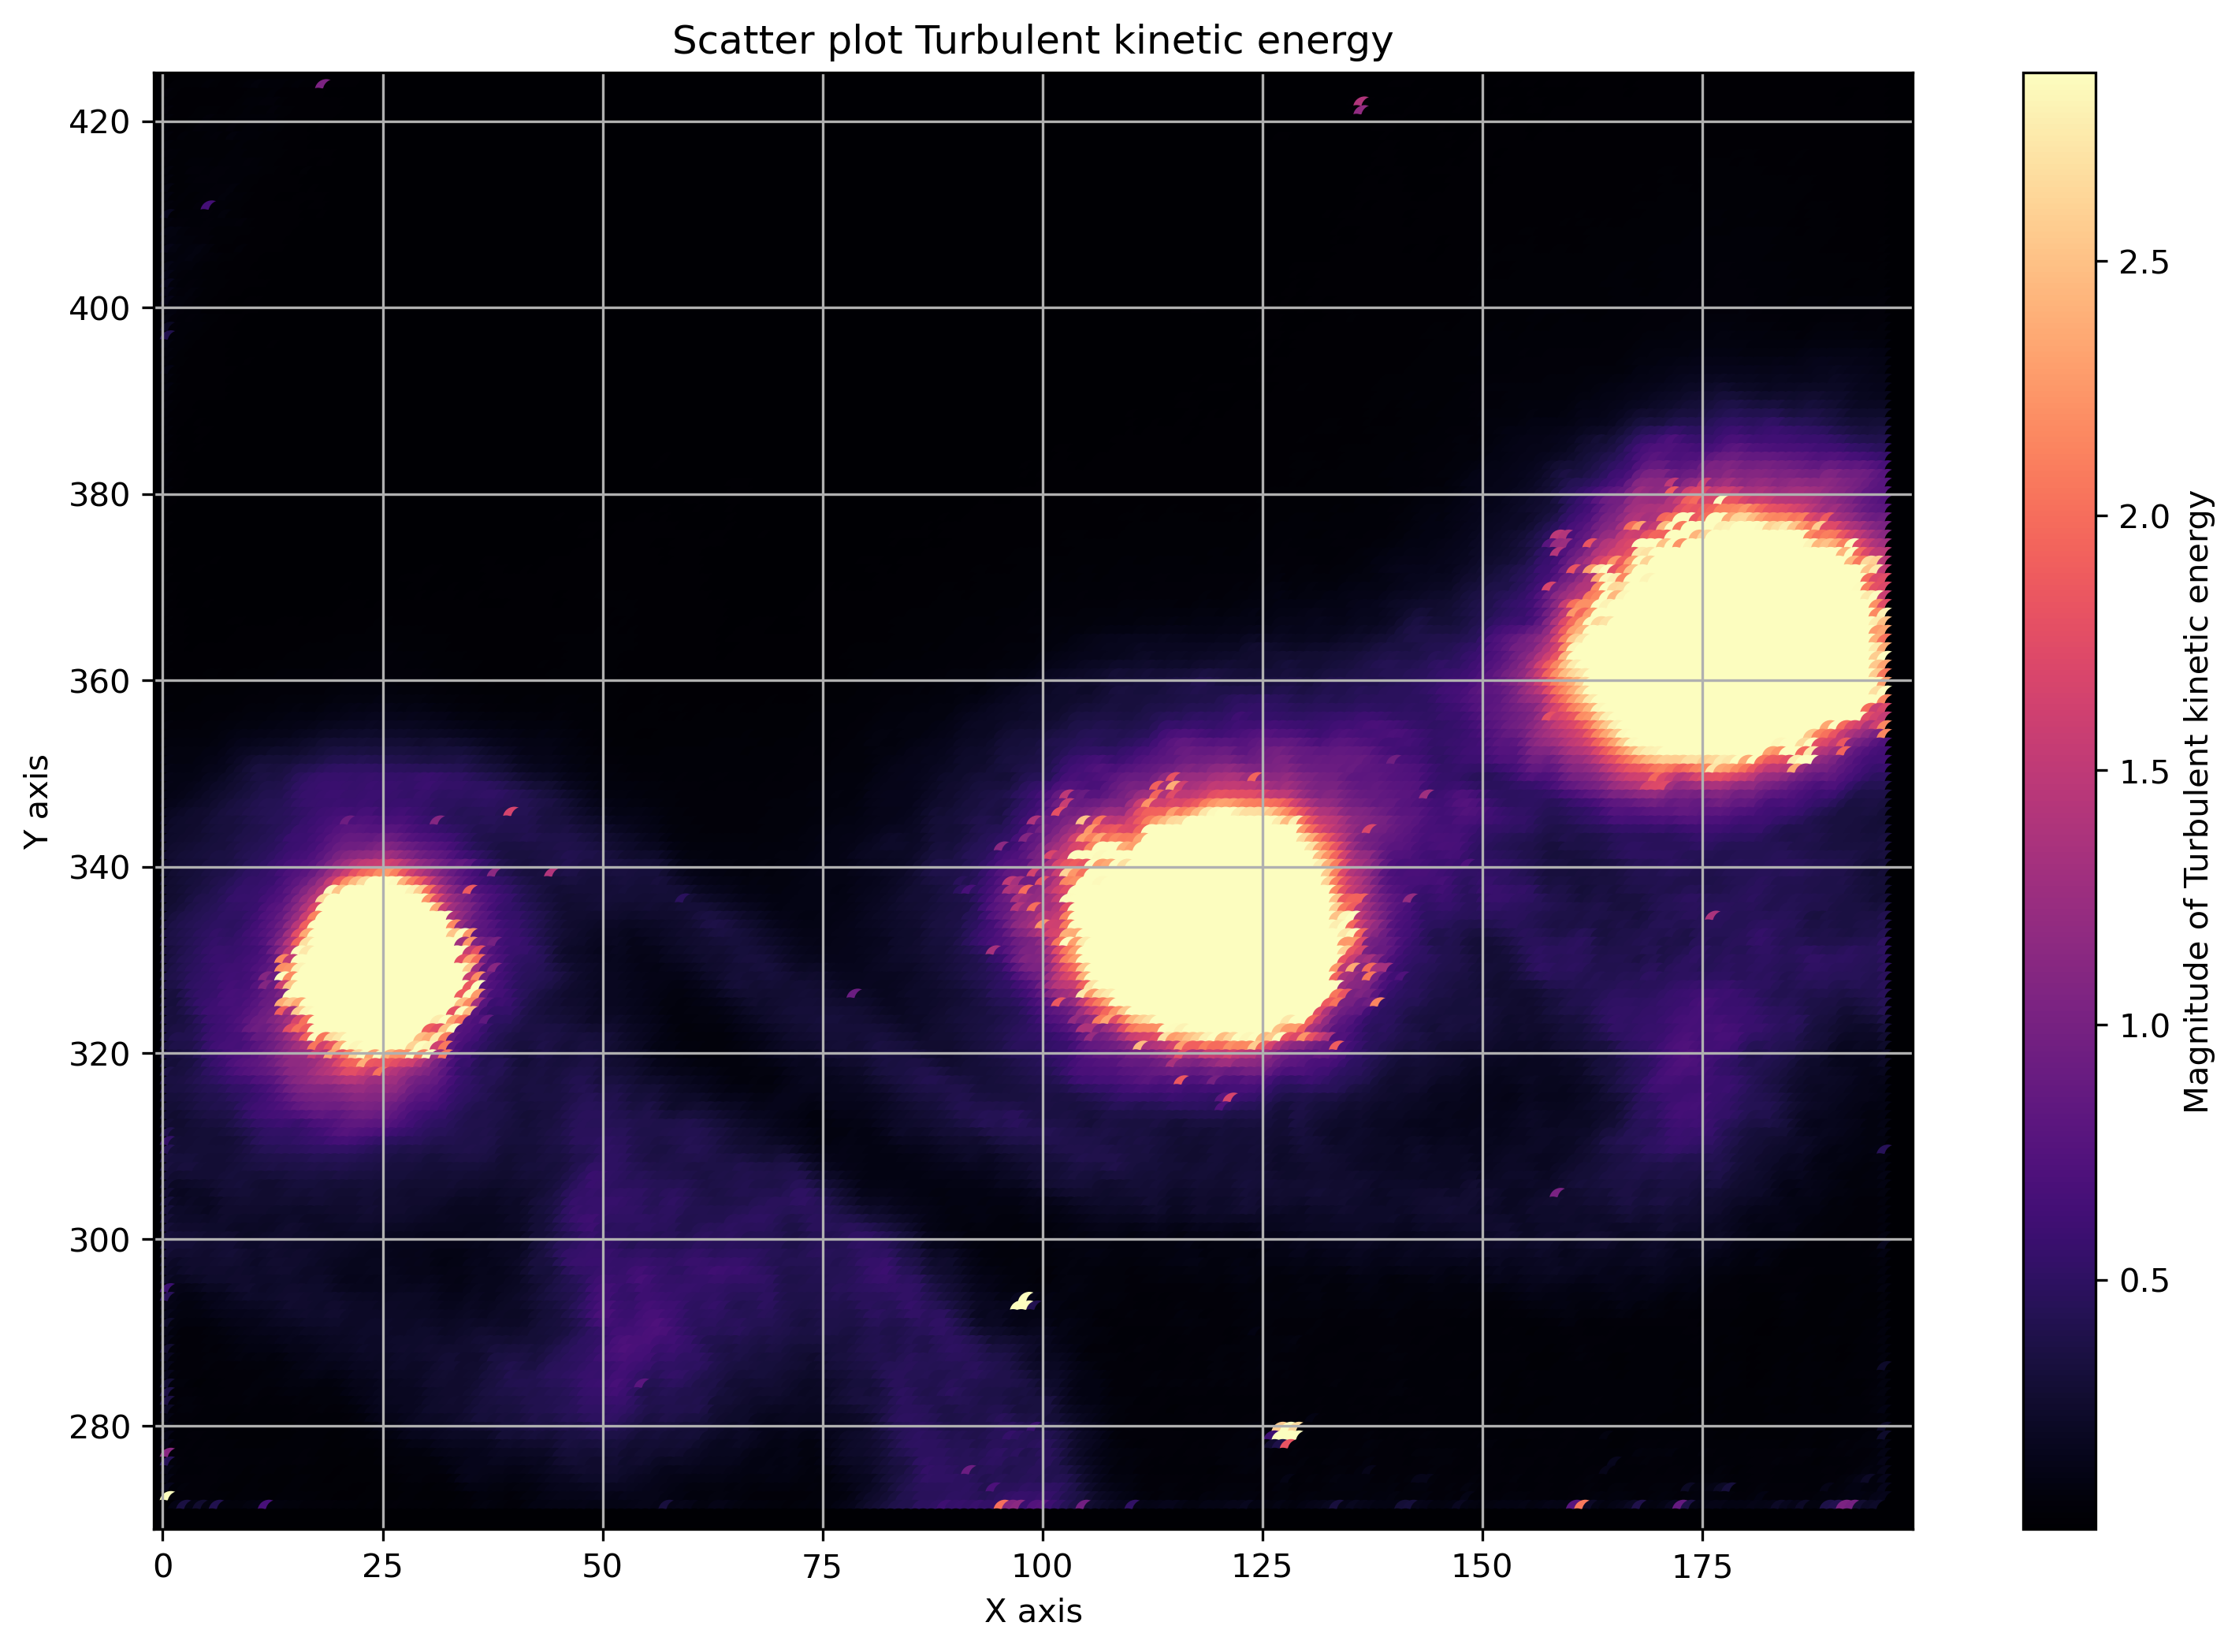 Scatter plot Turbulent kinetic energy
420
400
380
360
340
320
300
280
Y axis
0 25 50 75 100 125 150 175
X axis
2.5
2.0
1.5
1.0
0.5
Magnitude of Turbulent kinetic energy